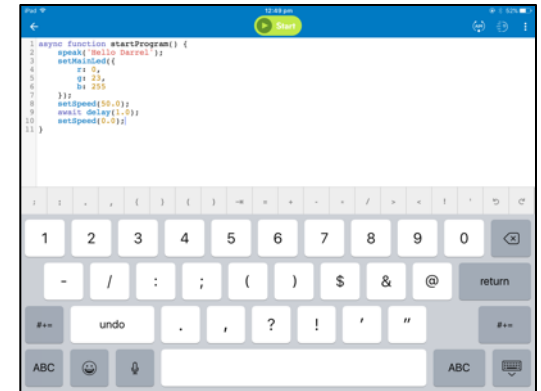 iPad 12:49 pm 52%
Start
1 async function startProgram() {
2 speak('Hello Darrel');
3 setMainLed({
4 r: 0,
5 g: 23,
6 b: 255
7 });
8 setSpeed(50.0);
9 await delay(1.0);
10 setSpeed(0.0);
11 }
1 2 3 4 5 6 7 8 9 0
- / : ; ( ) $ & @ return
#+= undo . , ? ! ' " #+=
ABC ABC